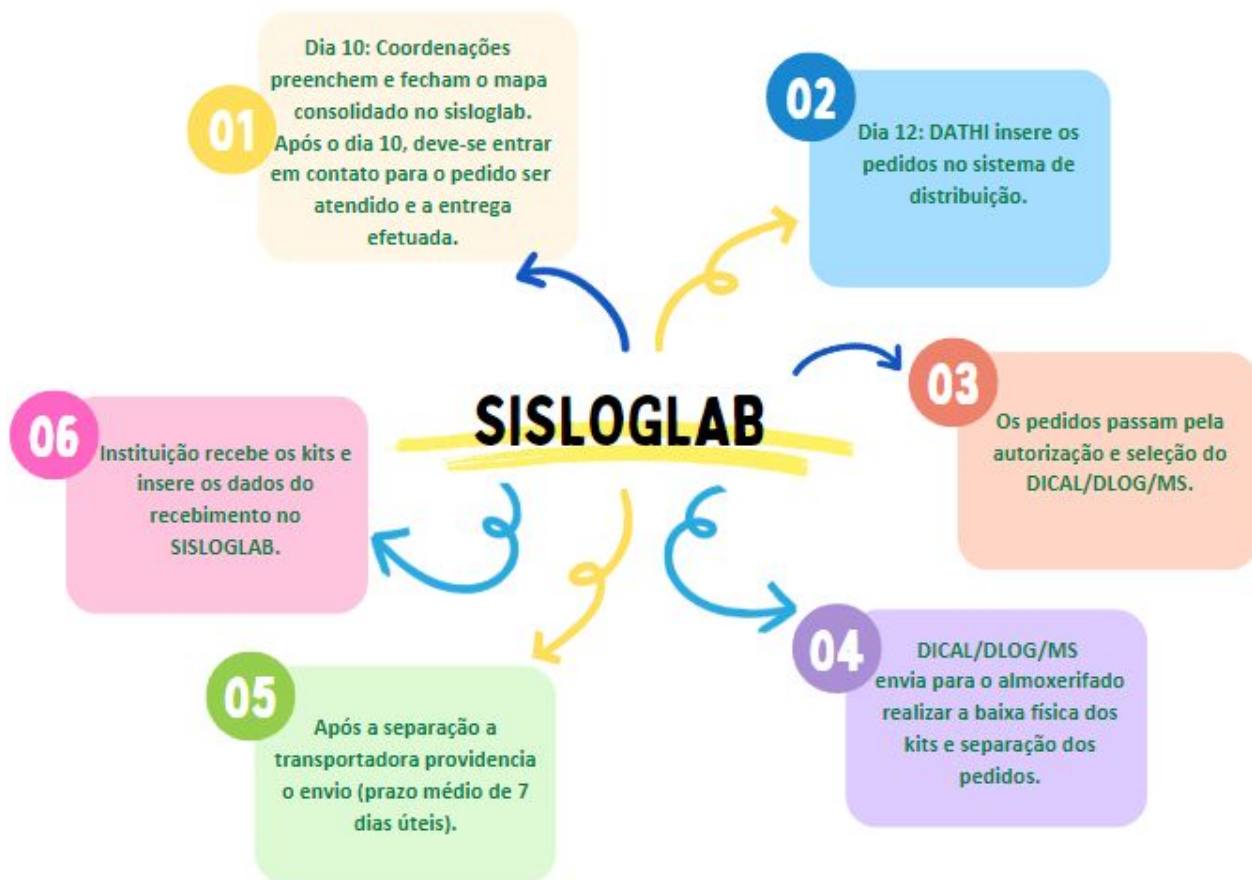 01
Dia 10: Coordenações
preenchem e fecham o mapa
consolidado no sisloglab.
Após o dia 10, deve-se entrar
em contato para o pedido ser
atendido e a entrega
efetuada.
02
Dia 12: DATHI insere os
pedidos no sistema de
distribuição.
SISLOGLAB
03
Os pedidos passam pela
autorização e seleção do
DICAL/DLOG/MS.
04
DICAL/DLOG/MS
envia para o almoxerifado
realizar a baixa física dos
kits e separação dos
pedidos.
05
Após a separação a
transportadora providencia
o envio (prazo médio de 7
dias úteis).
06
Instituição recebe os kits e
insere os dados do
recebimento no
SISLOGLAB.